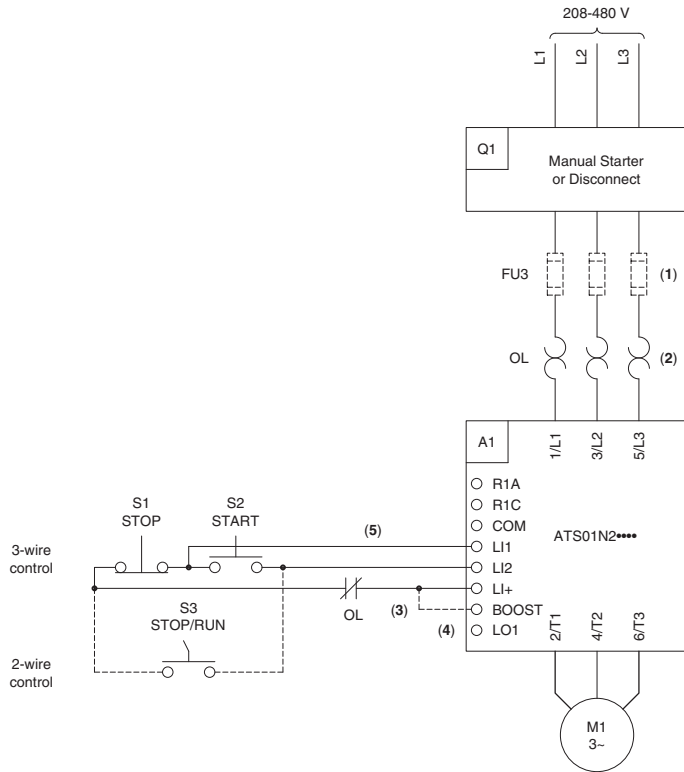 208-480 V
L1
L2
L3
Q1
Manual Starter
or Disconnect
FU3
(1)
OL
(2)
A1
1/L1
3/L2
5/L3
R1A
R1C
COM
ATS01N2••••
LI1
LI2
LI+
BOOST
LO1
2/T1
4/T2
6/T3
S1
STOP
S2
START
(5)
3-wire
control
OL
(3)
(4)
S3
STOP/RUN
2-wire
control
M1
3~